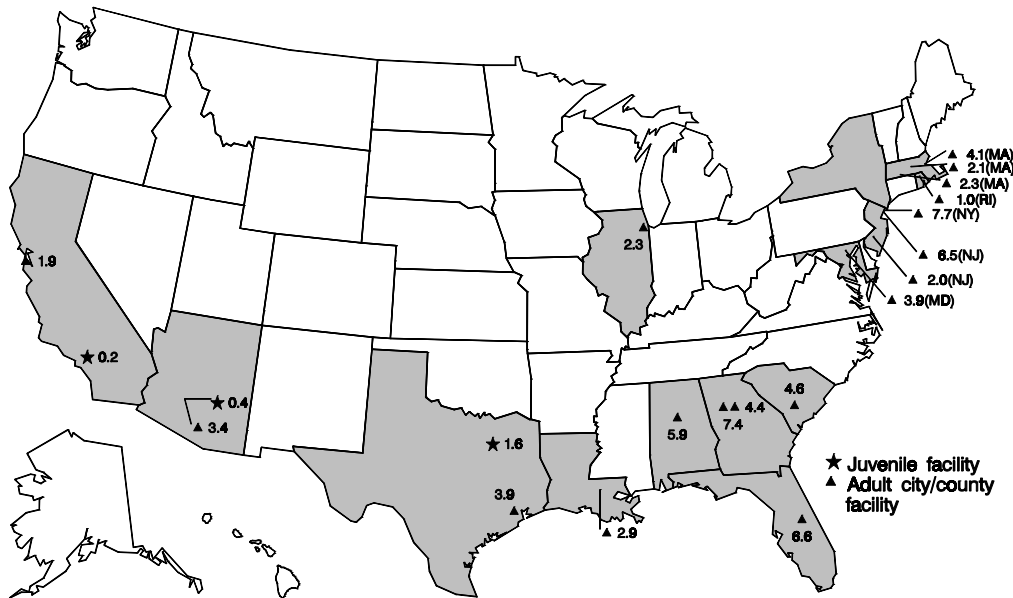 4.1(MA)
2.1(MA)
2.3(MA)
1.0(RI)
7.7(NY)
2.3
6.5(NJ)
1.9
2.0(NJ)
3.9(MD)
0.2
4.6
0.4
4.4
3.4
7.4
5.9
1.6
Juvenile facility
Adult city/county
facility
3.9
2.9
6.6